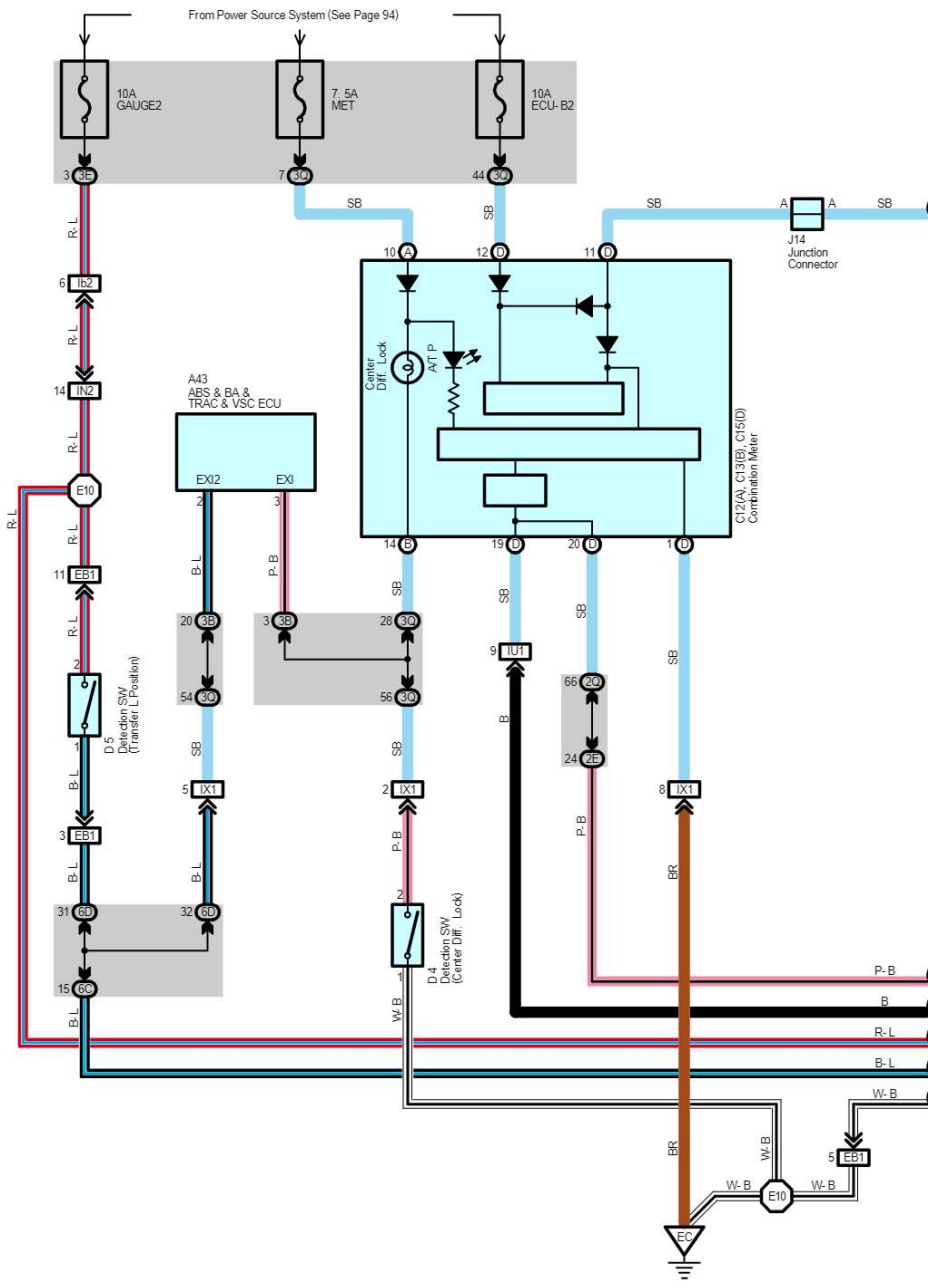 From Power Source System (See Page 94)
10A
GAUGE2
7. 5A
MET
10A
ECU- B2
3 3E
7 3Q
44 3Q
R- L
SB
SB
SB
A
A
SB
J14
Junction
Connector
6 Ib2
10 A
12 D
11 D
R- L
14 IN2
Center
Diff. Lock
A/T P
A43
ABS & BA &
TRAC & VSC ECU
C12(A), C13(B), C15(D)
Combination Meter
R- L
EXI2
EXI
E10
2
3
R- L
R- L
14 B
19 D
20 D
1 D
B- L
P- B
11 EB1
SB
SB
SB
SB
R- L
20 3B
3 3B
28 3Q
9 IU1
2
D 5
Detection SW
(Transfer L Position)
54 3Q
56 3Q
66 2Q
B
1
24 2E
SB
SB
B- L
5 IX1
2 IX1
8 IX1
3 EB1
P- B
P- B
B- L
B- L
BR
2
31 6D
32 6D
D 4
Detection SW
(Center Diff. Lock)
1
P- B
15 6C
W- B
B
B- L
R- L
B- L
W- B
BR
W- B
5 EB1
W- B
E10
W- B
EC